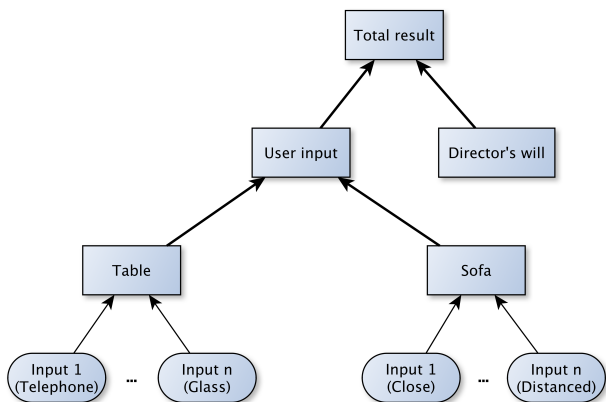 Total result
User input
Director's will
Table
Sofa
Input 1
(Telephone)
...
Input n
(Glass)
Input 1
(Close)
...
Input n
(Distanced)